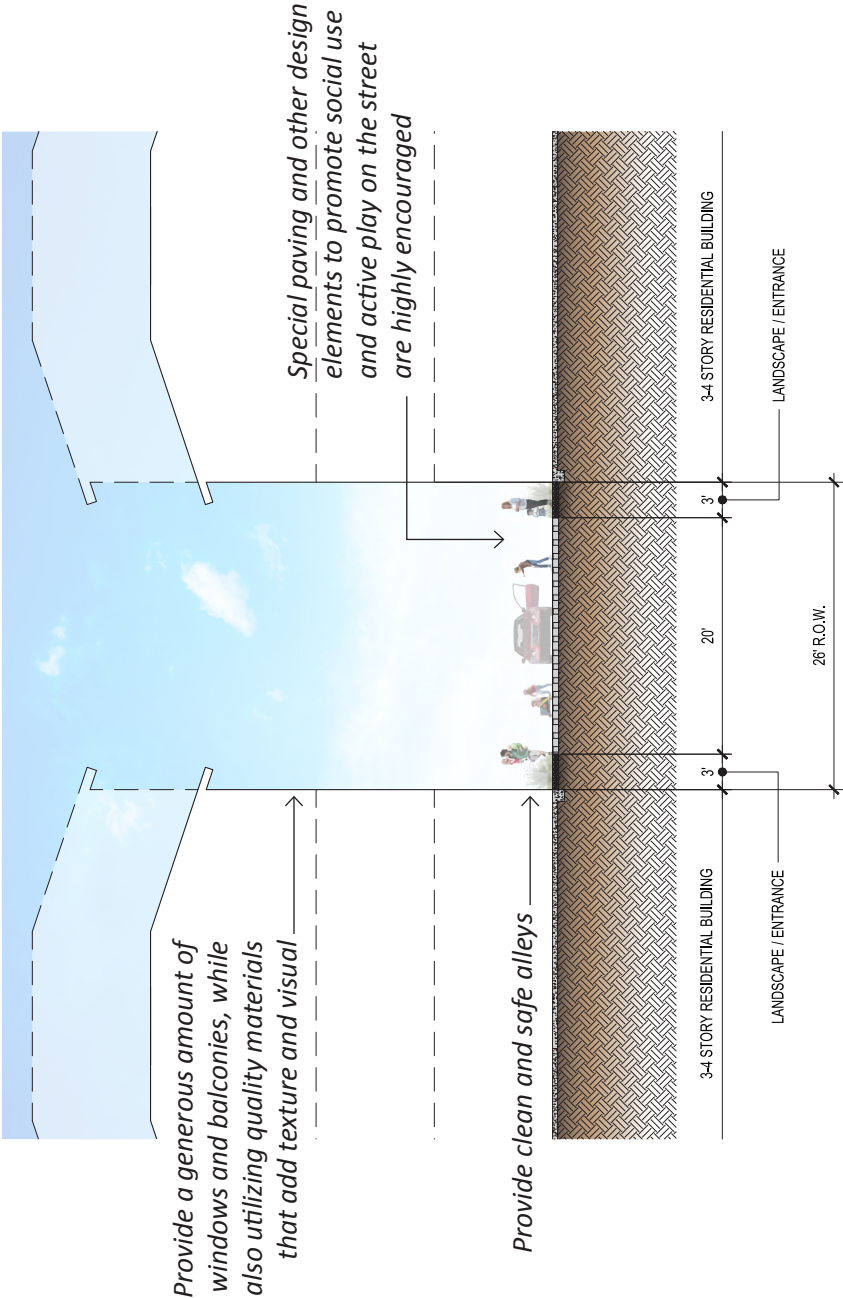 Provide a generous amount of
windows and balconies, while
also utilizing quality materials
that add texture and visual
Special paving and other design
elements to promote social use
and active play on the street
are highly encouraged
Provide clean and safe alleys
3-4 STORY RESIDENTIAL BUILDING
3'
20'
3'
3-4 STORY RESIDENTIAL BUILDING
LANDSCAPE / ENTRANCE
LANDSCAPE / ENTRANCE
26' R.O.W.